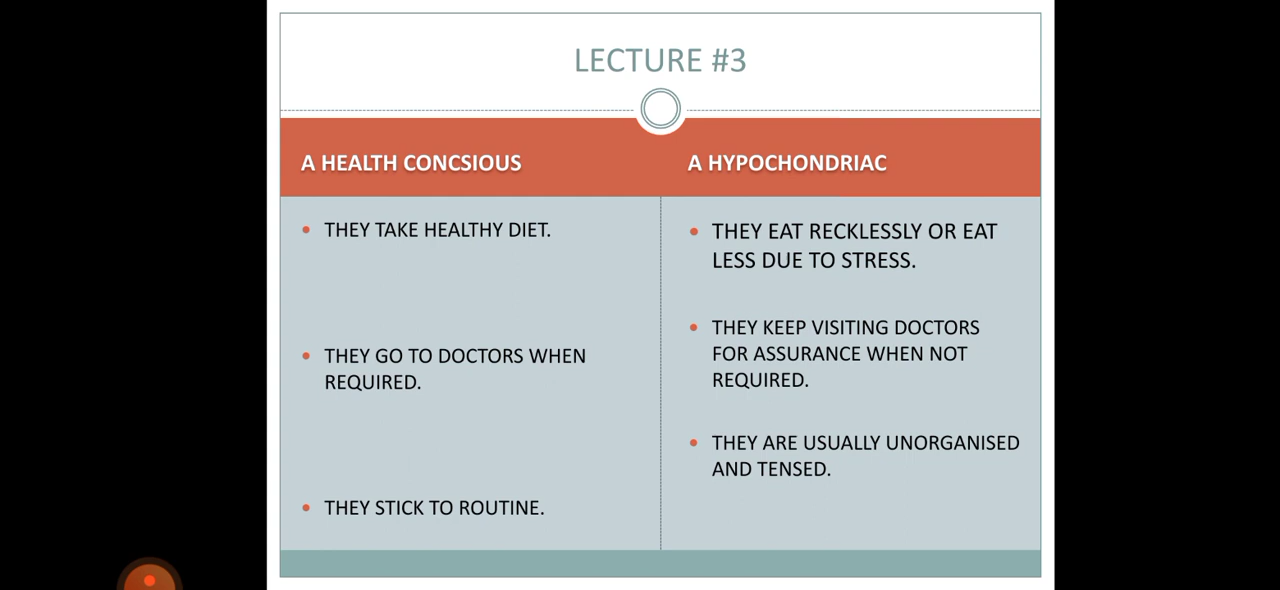 LECTURE #3
A HEALTH CONCSIOUS
• THEY TAKE HEALTHY DIET.
• THEY GO TO DOCTORS WHEN
REQUIRED.
• THEY STICK TO ROUTINE.
A HYPOCHONDRIAC
• THEY EAT RECKLESSLY OR EAT
LESS DUE TO STRESS.
• THEY KEEP VISITING DOCTORS
FOR ASSURANCE WHEN NOT
REQUIRED.
• THEY ARE USUALLY UNORGANISED
AND TENSED.